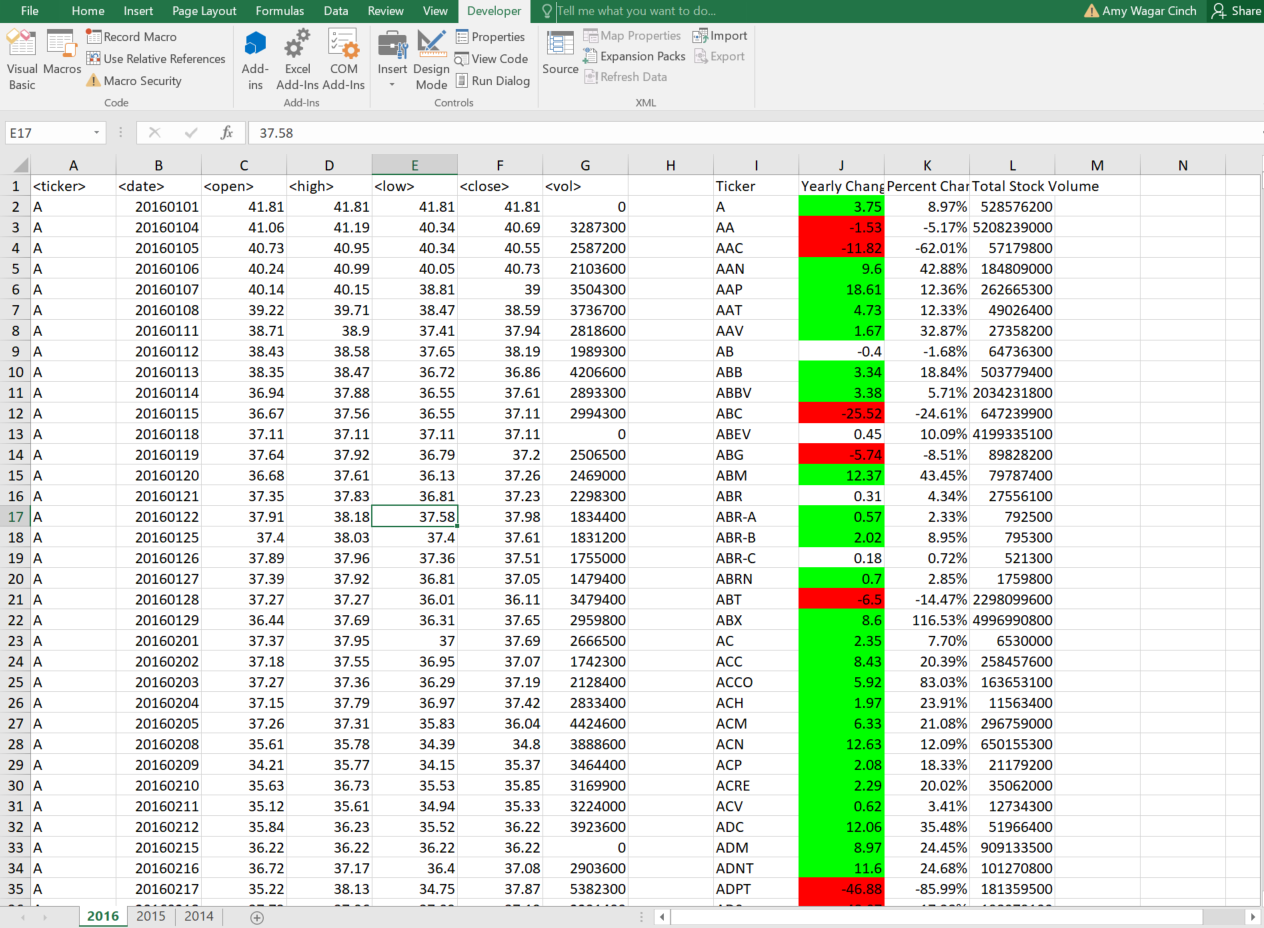 File Home Insert Page Layout Formulas Data Review View Developer Tell me what you want to do... Amy Wagar Cinch Share
Visual Basic Macros Record Macro Use Relative References Macro Security Code
Add-ins Excel Add-Ins COM Add-Ins Add-Ins
Insert Design Mode Properties View Code Run Dialog Controls
Source Map Properties Expansion Packs Refresh Data Import Export XML
E17 fx 37.58
A B C D E F G H I J K L M N
1 <ticker> <date> <open> <high> <low> <close> <vol> Ticker Yearly Chang Percent Char Total Stock Volume
2 A 20160101 41.81 41.81 41.81 41.81 0 A 3.75 8.97% 528576200
3 A 20160104 41.06 41.19 40.34 40.69 3287300 AA -1.53 -5.17% 5208239000
4 A 20160105 40.73 40.95 40.34 40.55 2587200 AAC -11.82 -62.01% 57179800
5 A 20160106 40.24 40.99 40.05 40.73 2103600 AAN 9.6 42.88% 184809000
6 A 20160107 40.14 40.15 38.81 39 3504300 AAP 18.61 12.36% 262665300
7 A 20160108 39.22 39.71 38.47 38.59 3736700 AAT 4.73 12.33% 49026400
8 A 20160111 38.71 38.9 37.41 37.94 2818600 AAV 1.67 32.87% 27358200
9 A 20160112 38.43 38.58 37.65 38.19 1989300 AB -0.4 -1.68% 64736300
10 A 20160113 38.35 38.47 36.72 36.86 4206600 ABB 3.34 18.84% 503779400
11 A 20160114 36.94 37.88 36.55 37.61 2893300 ABBV 3.38 5.71% 2034231800
12 A 20160115 36.67 37.56 36.55 37.11 2994300 ABC -25.52 -24.61% 647239900
13 A 20160118 37.11 37.11 37.11 37.11 0 ABEV 0.45 10.09% 4199335100
14 A 20160119 37.64 37.92 36.79 37.2 2506500 ABG -5.74 -8.51% 89828200
15 A 20160120 36.68 37.61 36.13 37.26 2469000 ABM 12.37 43.45% 79787400
16 A 20160121 37.35 37.83 36.81 37.23 2298300 ABR 0.31 4.34% 27556100
17 A 20160122 37.91 38.18 37.58 37.98 1834400 ABR-A 0.57 2.33% 792500
18 A 20160125 37.4 38.03 37.4 37.61 1831200 ABR-B 2.02 8.95% 795300
19 A 20160126 37.89 37.96 37.36 37.51 1755000 ABR-C 0.18 0.72% 521300
20 A 20160127 37.39 37.92 36.81 37.05 1479400 ABRN 0.7 2.85% 1759800
21 A 20160128 37.27 37.27 36.01 36.11 3479400 ABT -6.5 -14.47% 2298099600
22 A 20160129 36.44 37.69 36.31 37.65 2959800 ABX 8.6 116.53% 4996990800
23 A 20160201 37.37 37.95 37 37.69 2666500 AC 2.35 7.70% 6530000
24 A 20160202 37.18 37.55 36.95 37.07 1742300 ACC 8.43 20.39% 258457600
25 A 20160203 37.27 37.36 36.29 37.19 2128400 ACCO 5.92 83.03% 163653100
26 A 20160204 37.15 37.79 36.97 37.42 2833400 ACH 1.97 23.91% 11563400
27 A 20160205 37.26 37.31 35.83 36.04 4424600 ACM 6.33 21.08% 296759000
28 A 20160208 35.61 35.78 34.39 34.8 3888600 ACN 12.63 12.09% 650155300
29 A 20160209 34.21 35.77 34.15 35.37 3464400 ACP 2.08 18.33% 21179200
30 A 20160210 35.63 36.73 35.53 35.85 3169900 ACRE 2.29 20.02% 35062000
31 A 20160211 35.12 35.61 34.94 35.33 3224000 ACV 0.62 3.41% 12734300
32 A 20160212 35.84 36.23 35.52 36.22 3923600 ADC 12.06 35.48% 51966400
33 A 20160215 36.22 36.22 36.22 36.22 0 ADM 8.97 24.45% 909133500
34 A 20160216 36.72 37.17 36.4 37.08 2903600 ADNT 11.6 24.68% 101270800
35 A 20160217 35.22 38.13 34.75 37.87 5382300 ADPT -46.88 -85.99% 181359500
2016 2015 2014